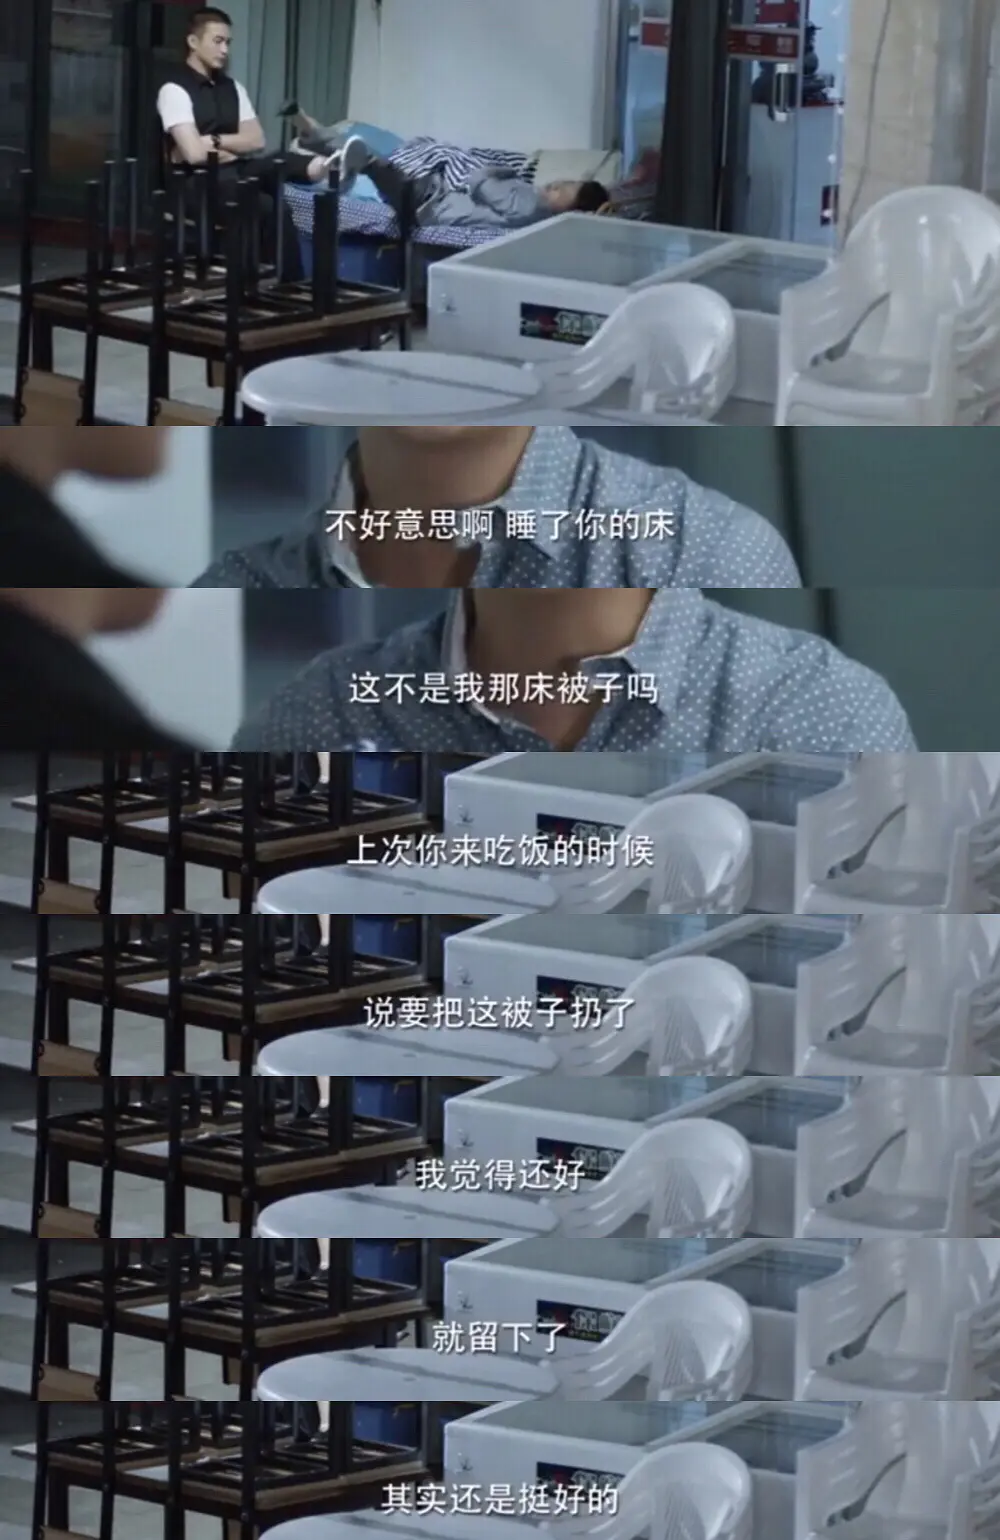 不好意思啊 睡了你的床
这不是我那床被子吗
上次你来吃饭的时候
说要把这被子扔了
我觉得还好
就留下了
其实还是挺好的